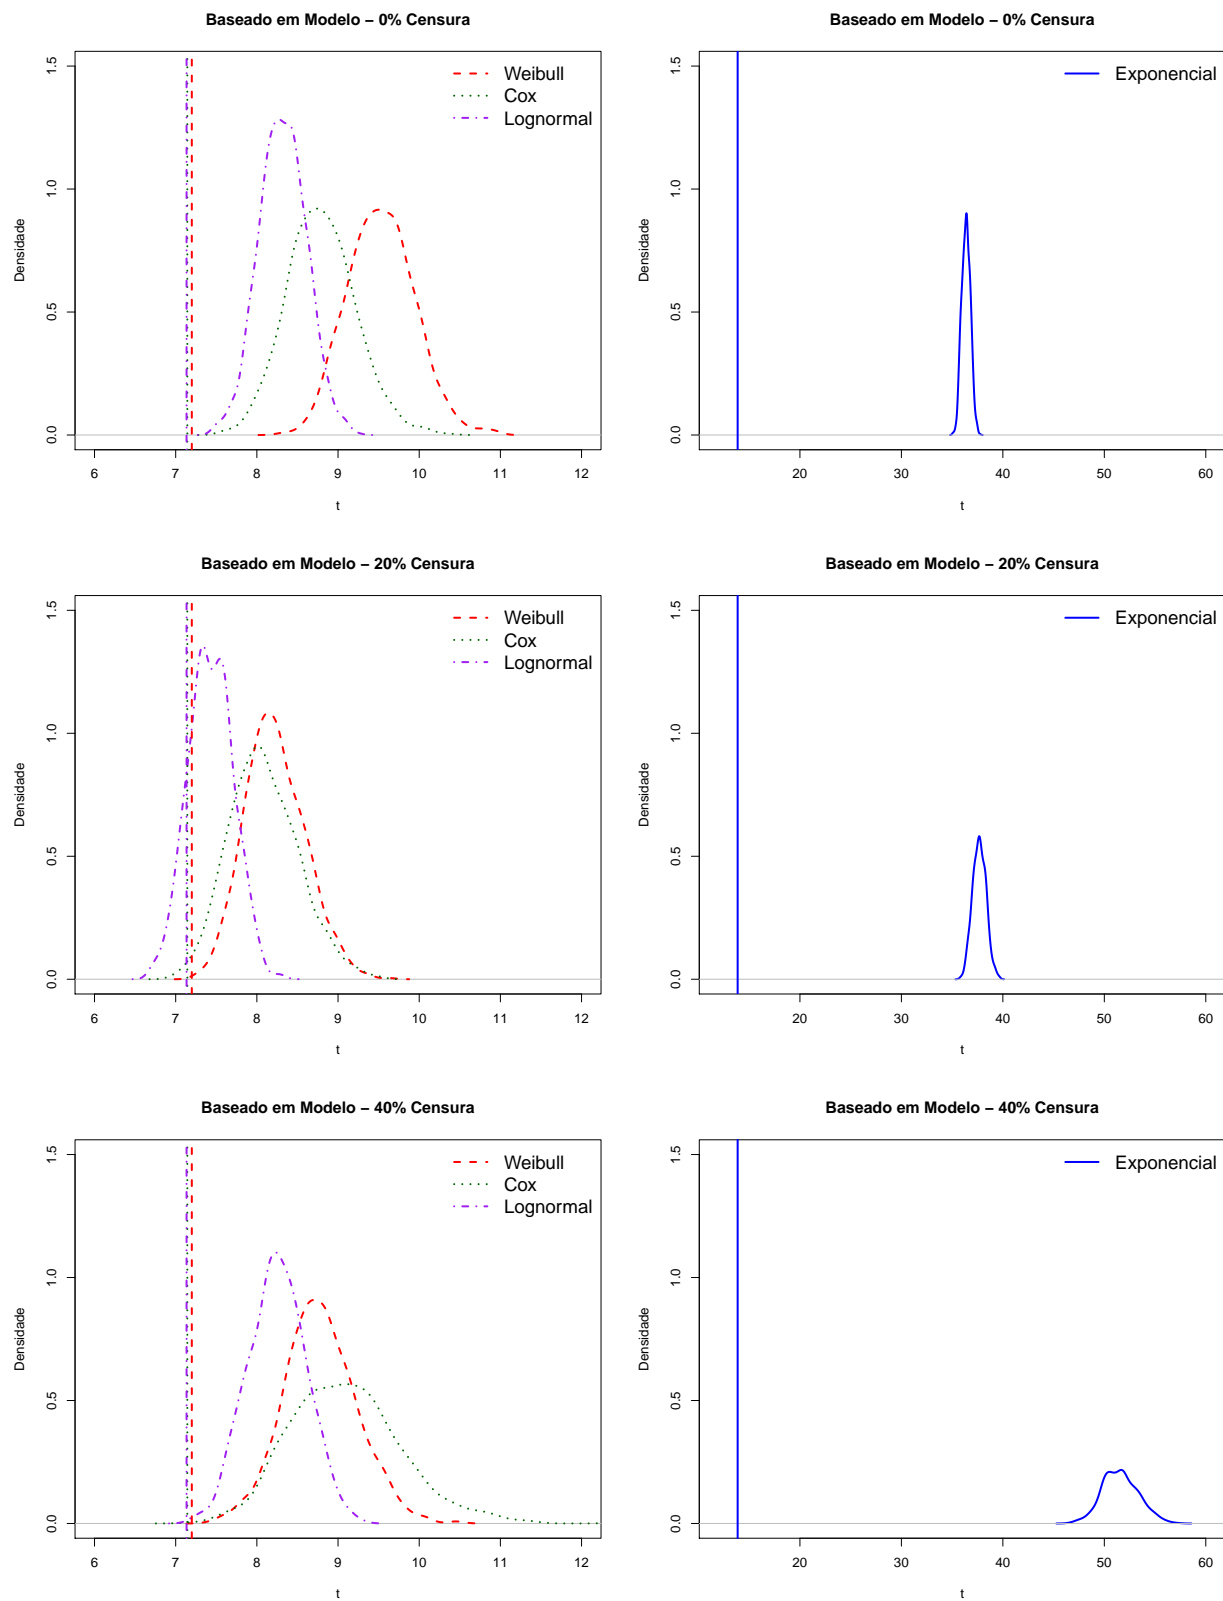 Baseado em Modelo − 0% Censura
Densidade
1.5
1.0
0.5
0.0
Weibull
Cox
Lognormal
6 7 8 9 10 11 12
t
Baseado em Modelo − 0% Censura
Densidade
1.5
1.0
0.5
0.0
Exponencial
20 30 40 50 60
t
Baseado em Modelo − 20% Censura
Densidade
1.5
1.0
0.5
0.0
Weibull
Cox
Lognormal
6 7 8 9 10 11 12
t
Baseado em Modelo − 20% Censura
Densidade
1.5
1.0
0.5
0.0
Exponencial
20 30 40 50 60
t
Baseado em Modelo − 40% Censura
Densidade
1.5
1.0
0.5
0.0
Weibull
Cox
Lognormal
6 7 8 9 10 11 12
t
Baseado em Modelo − 40% Censura
Densidade
1.5
1.0
0.5
0.0
Exponencial
20 30 40 50 60
t